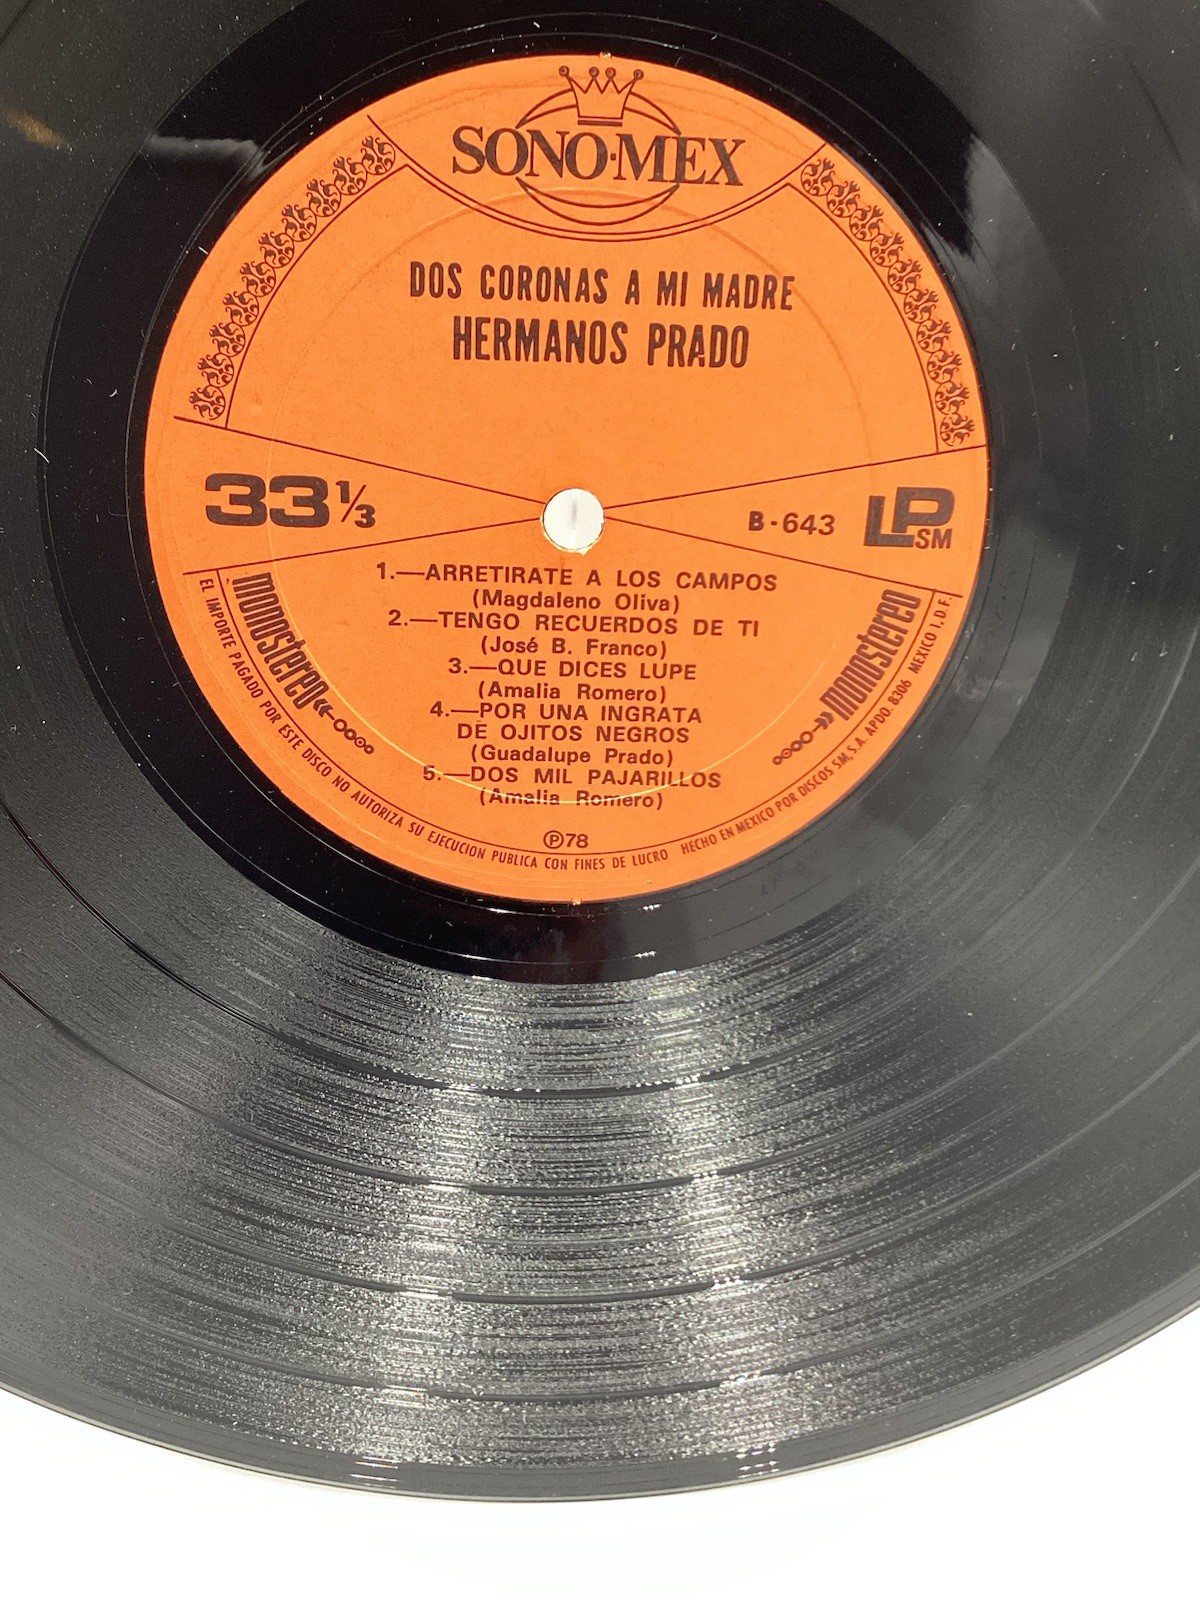 SONO·MEX
DOS CORONAS A MI MADRE
HERMANOS PRADO
33⅓
B-643
LP
SM
1.—ARRETIRATE A LOS CAMPOS
(Magdaleno Oliva)
2.—TENGO RECUERDOS DE TI
(José B. Franco)
3.—QUE DICES LUPE
(Amalia Romero)
4.—POR UNA INGRATA
DE OJITOS NEGROS
(Guadalupe Prado)
5.—DOS MIL PAJARILLOS
(Amalia Romero)
℗78
monostereo
monostereo
EL IMPORTE PAGADO POR ESTE DISCO NO AUTORIZA SU EJECUCION PUBLICA CON FINES DE LUCRO HECHO EN MEXICO POR DISCOS SM, S.A. APDO. 8306 MEXICO 1, D.F.